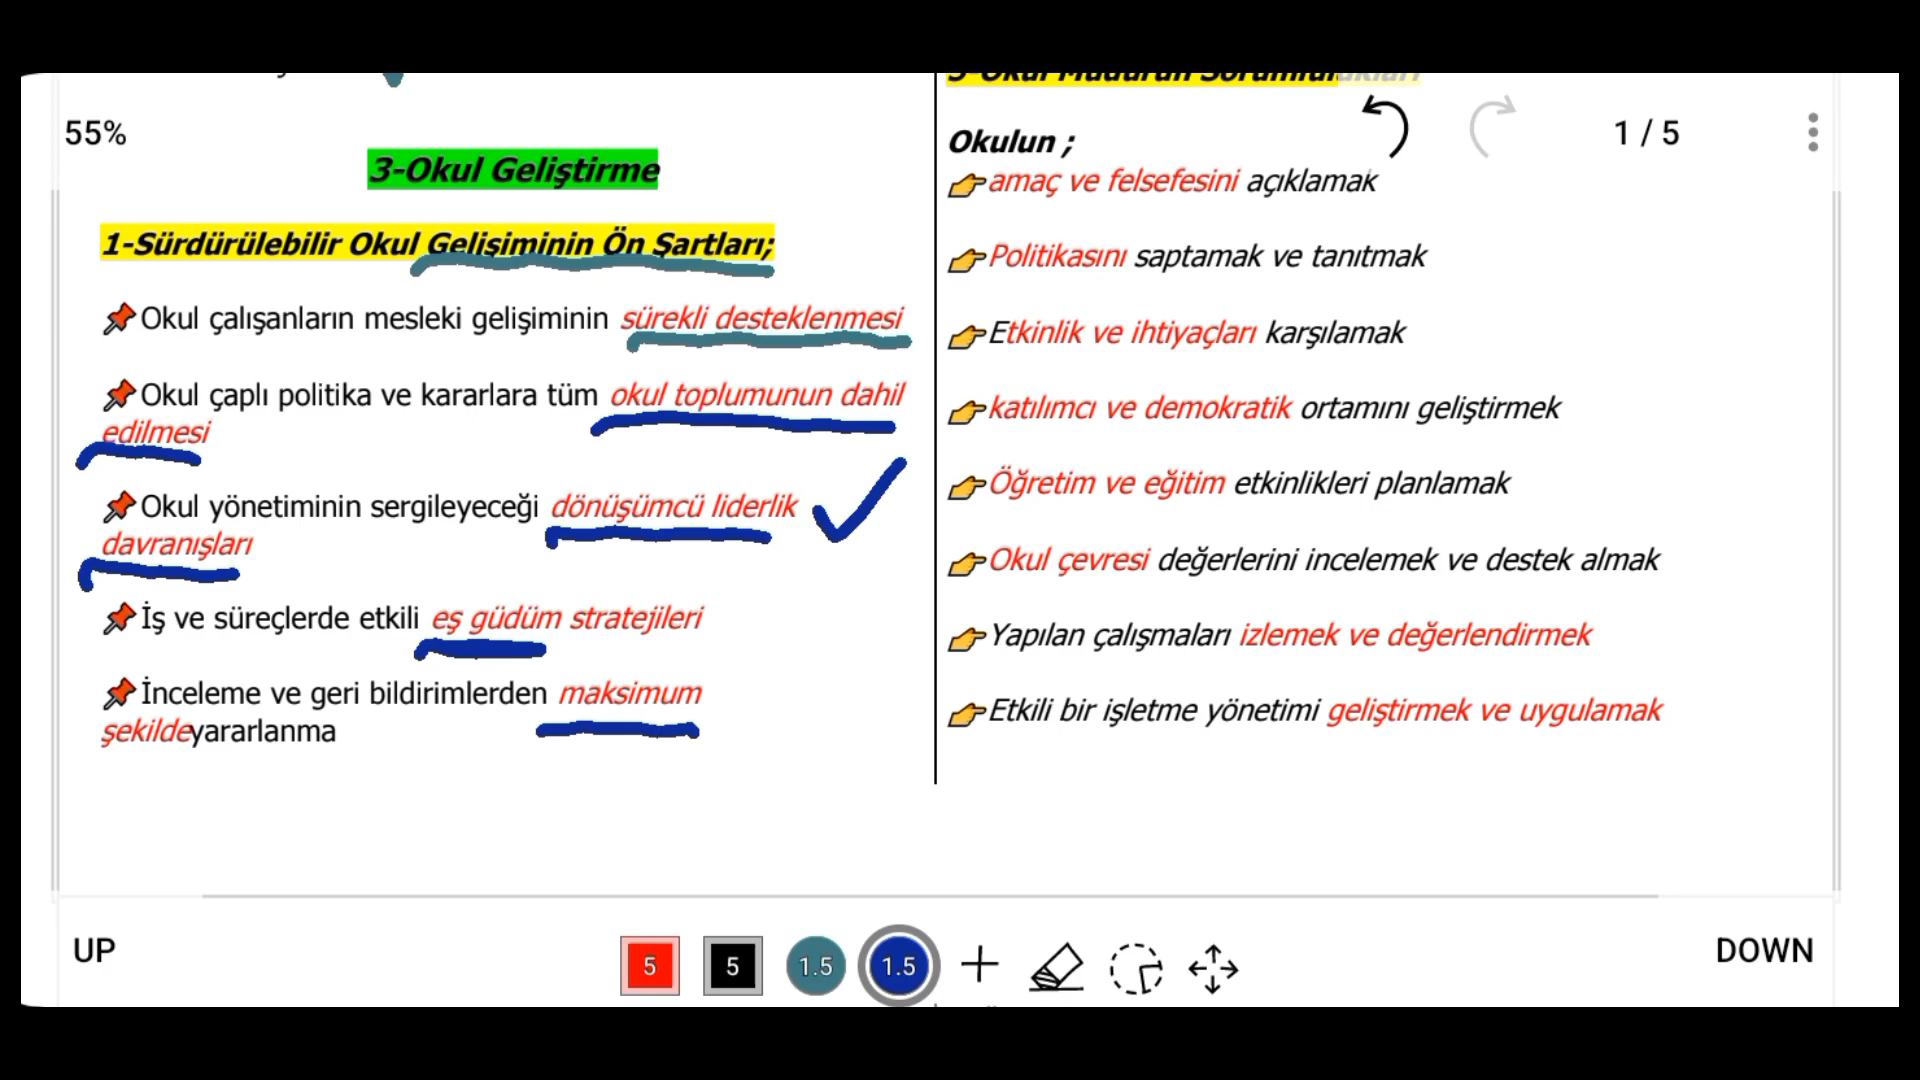 55%
3-Okul Geliştirme
1-Sürdürülebilir Okul Gelişiminin Ön Şartları;
Okul çalışanların mesleki gelişiminin sürekli desteklenmesi
Okul çaplı politika ve kararlara tüm okul toplumunun dahil
edilmesi
Okul yönetiminin sergileyeceği dönüşümcü liderlik
davranışları
İş ve süreçlerde etkili eş güdüm stratejileri
İnceleme ve geri bildirimlerden maksimum
şekildeyararlanma
1 / 5
Okulun ;
amaç ve felsefesini açıklamak
Politikasını saptamak ve tanıtmak
Etkinlik ve ihtiyaçları karşılamak
katılımcı ve demokratik ortamını geliştirmek
Öğretim ve eğitim etkinlikleri planlamak
Okul çevresi değerlerini incelemek ve destek almak
Yapılan çalışmaları izlemek ve değerlendirmek
Etkili bir işletme yönetimi geliştirmek ve uygulamak
UP
5
5
1.5
1.5
DOWN